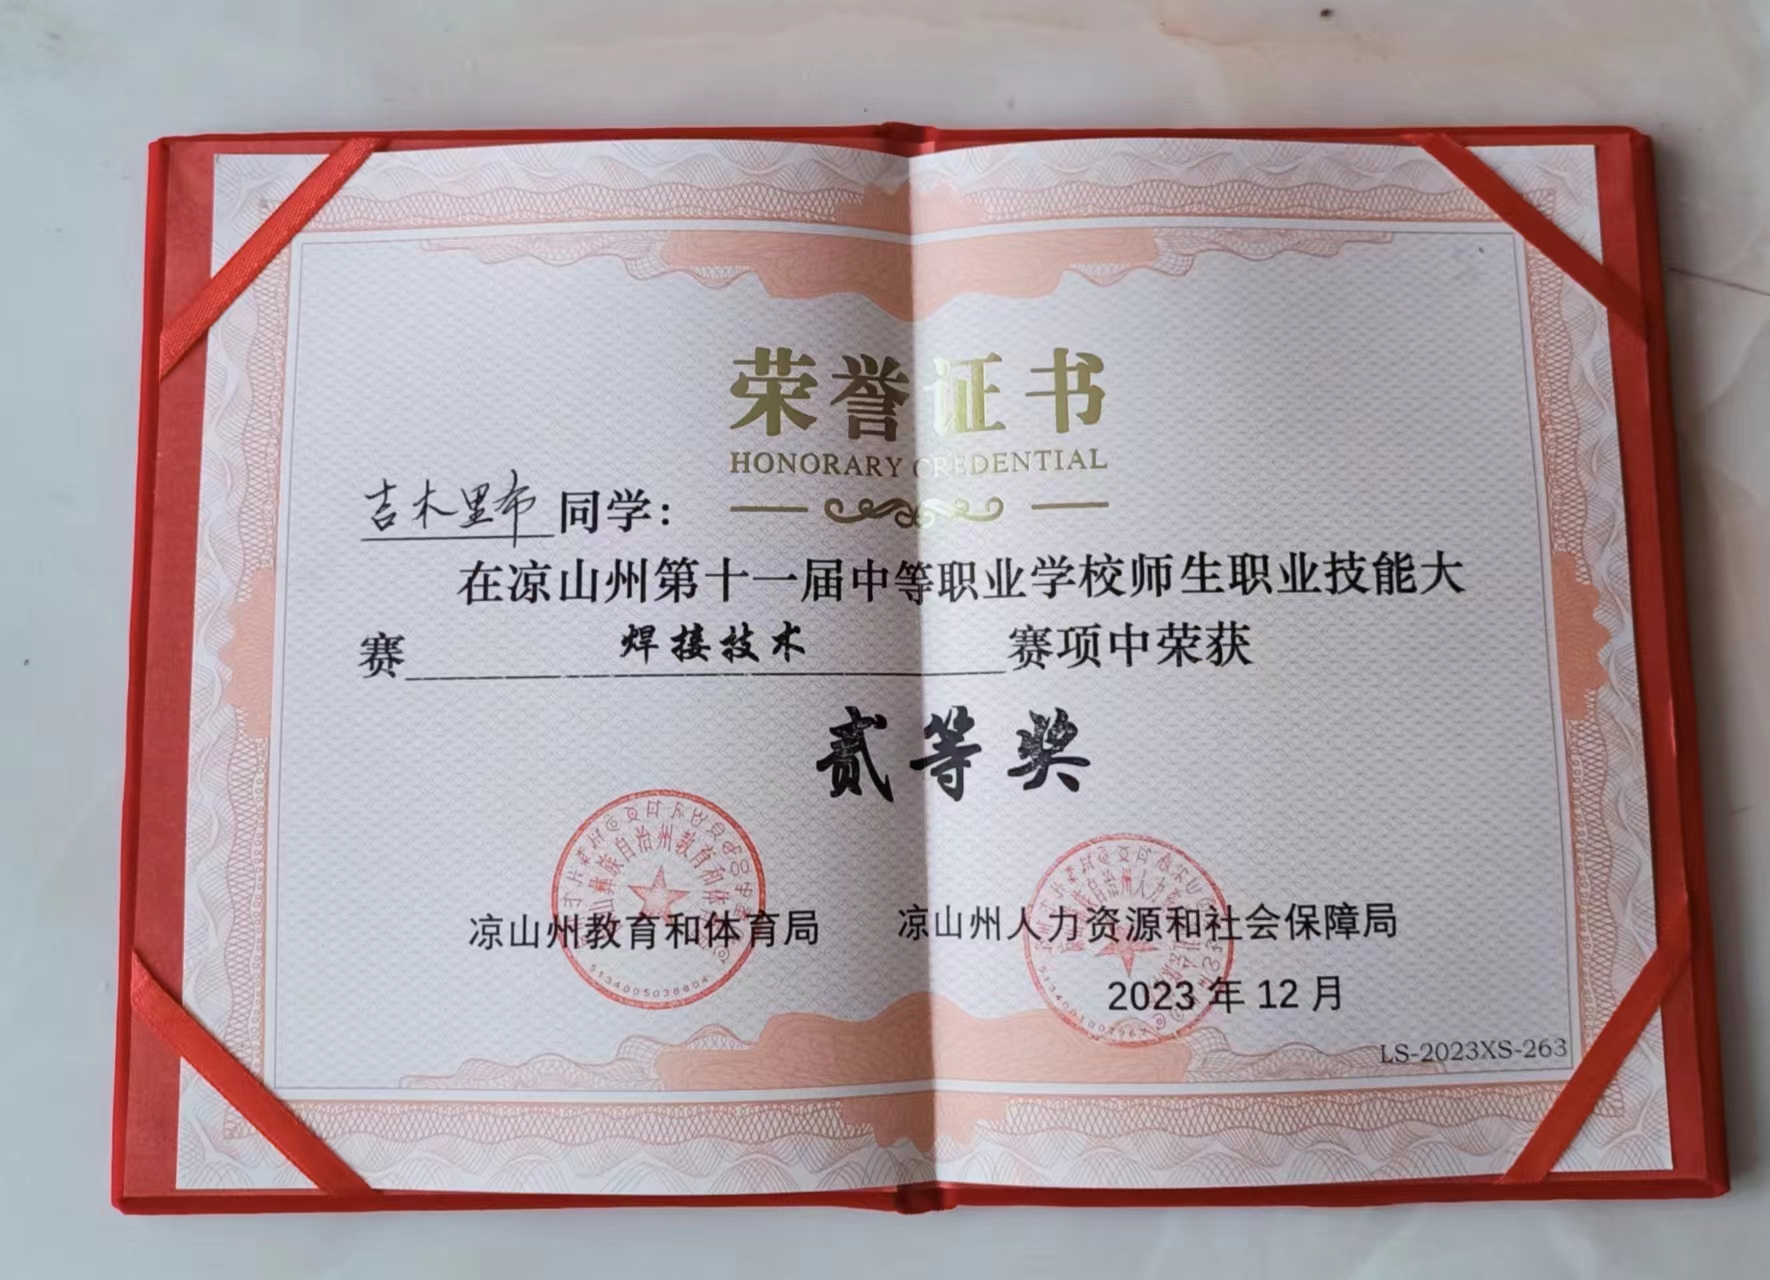 荣誉证书
HONORARY CREDENTIAL
吉木里布同学：
在凉山州第十一届中等职业学校师生职业技能大
赛焊接技术赛项中荣获
贰等奖
凉山州教育和体育局 凉山州人力资源和社会保障局
2023年12月
LS-2023XS-263